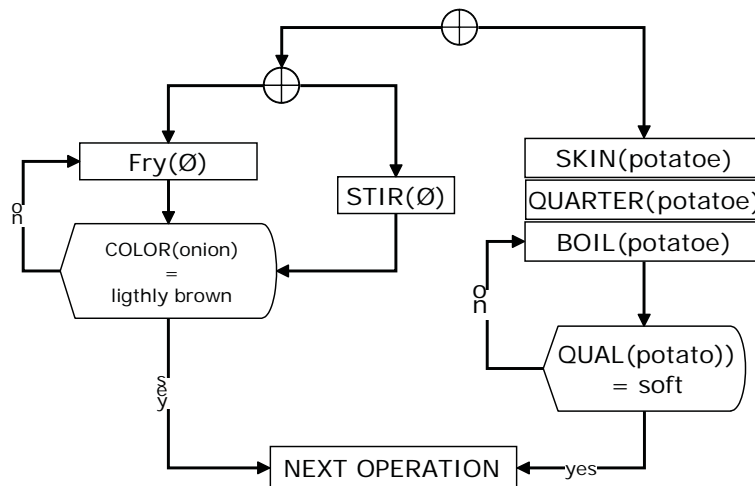 Fry(Ø)
SKIN(potatoe)
QUARTER(potatoe)
STIR(Ø)
BOIL(potatoe)
no
COLOR(onion)
=
ligthly brown
no
QUAL(potato))
= soft
yes
NEXT OPERATION
yes